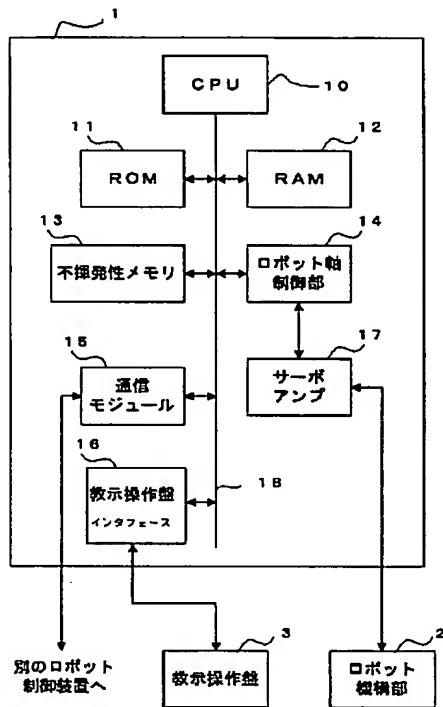 1
CPU
10
11
ROM
12
RAM
13
不揮発性メモリ
14
ロボット軸
制御部
15
通信
モジュール
17
サーボ
アンプ
16
教示操作盤
インタフェース
18
別のロボット
制御装置へ
3
教示操作盤
2
ロボット
機構部